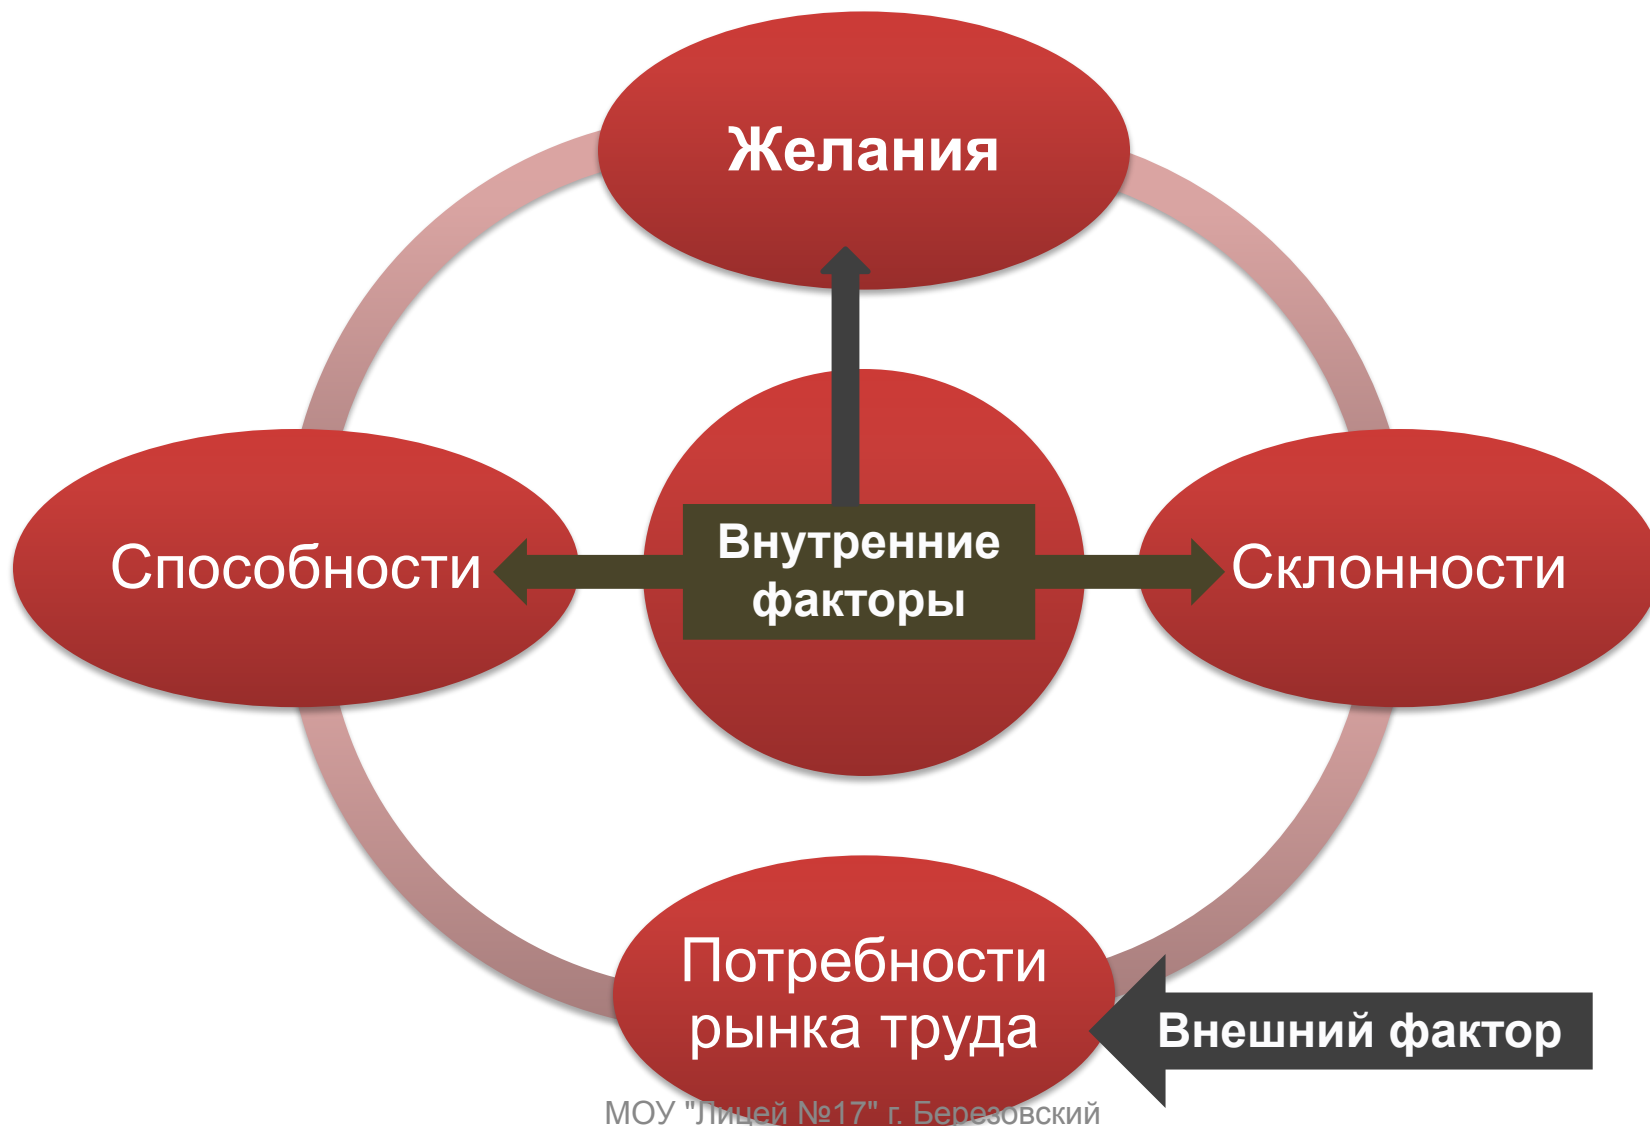 Желания
Способности
Внутренние
факторы
Склонности
Потребности
рынка труда
Внешний фактор
МОУ "Лицей №17" г. Березовский